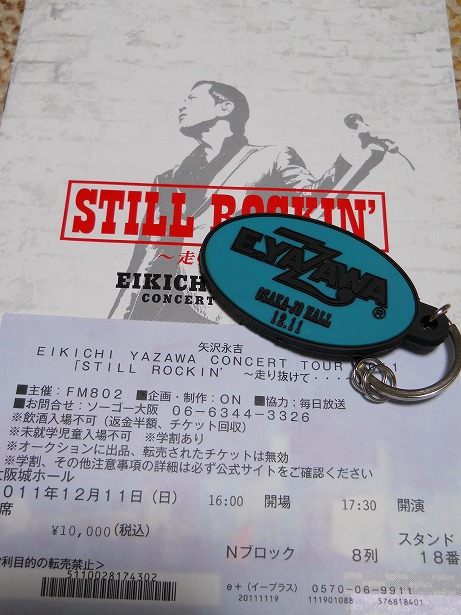 STILL ROCKIN'
～走り
EIKICHI
CONCERT
E.YAZAWA
®
OSAKA-JO HALL
12.11
矢沢永吉
EIKICHI YAZAWA CONCERT TOUR 1
「STILL ROCKIN' ～走り抜けて・・・・
■主催：FM802 ■企画・制作：ON ■協力：毎日放送
■お問合せ：ソーゴー大阪 06-6344-3326
※飲酒入場不可（返金半額、チケット回収）
※未就学児童入場不可 ※学割あり
※オークションに出品、転売されたチケットは無効
※学割、その他注意事項の詳細は必ず公式サイトをご確認ください
大阪城ホール
2011年12月11日（日） 16:00 開場 17:30 開演
席 スタンド
¥10,000(税込)
Nブロック 8列 18番
営利目的の転売禁止＞
5110028174302
e+（イープラス） 0570-06-9911
20111119 111901088 576818401